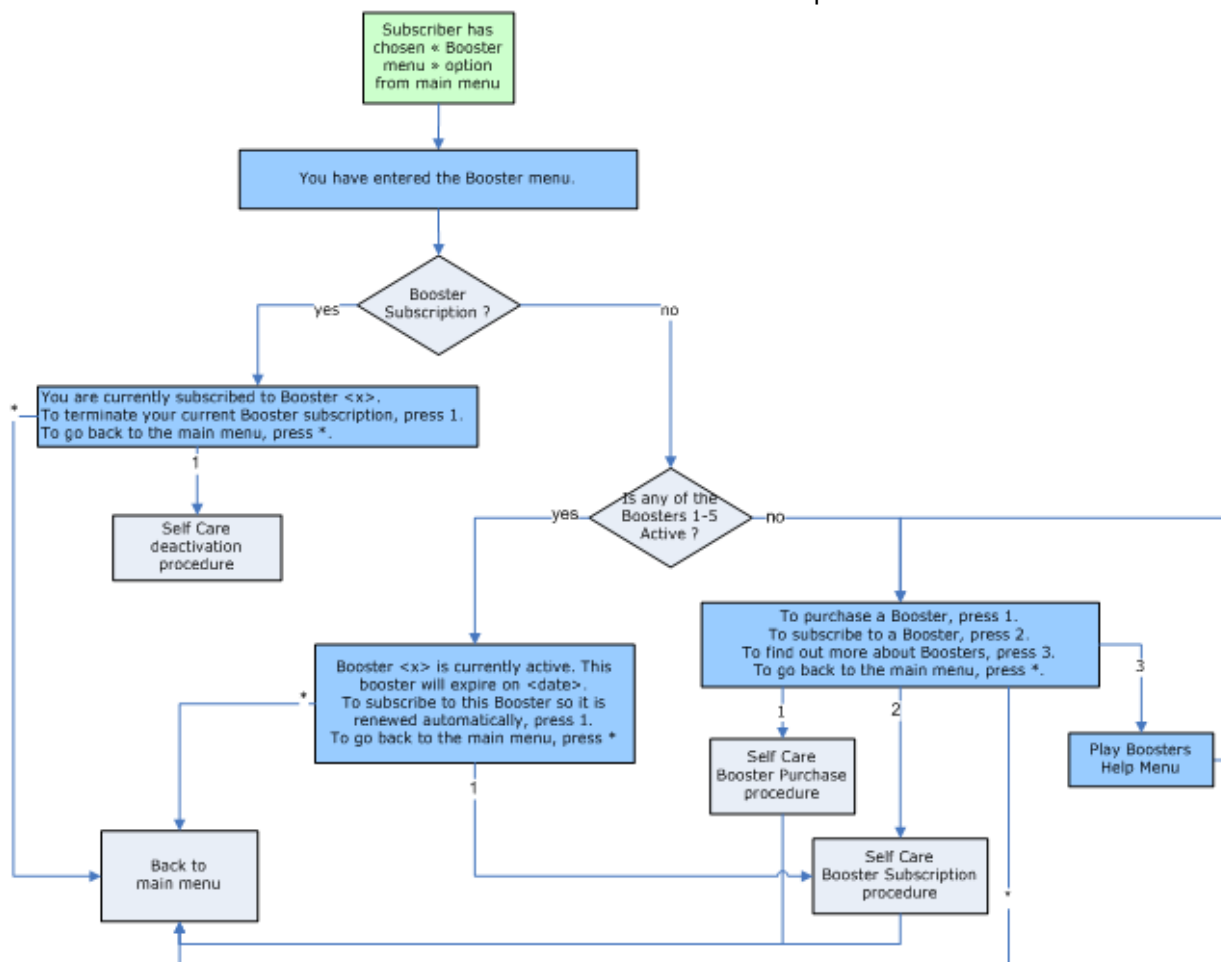 Subscriber has
chosen « Booster
menu » option
from main menu
You have entered the Booster menu.
Booster
Subscription ?
yes
no
You are currently subscribed to Booster <x>.
To terminate your current Booster subscription, press 1.
To go back to the main menu, press *.
*
1
Self Care
deactivation
procedure
Is any of the
Boosters 1-5
Active ?
yes
no
To purchase a Booster, press 1.
To subscribe to a Booster, press 2.
To find out more about Boosters, press 3.
To go back to the main menu, press *.
Booster <x> is currently active. This
booster will expire on <date>.
To subscribe to this Booster so it is
renewed automatically, press 1.
To go back to the main menu, press *
*
1
1
2
3
Self Care
Booster Purchase
procedure
Play Boosters
Help Menu
Back to
main menu
Self Care
Booster Subscription
procedure
*